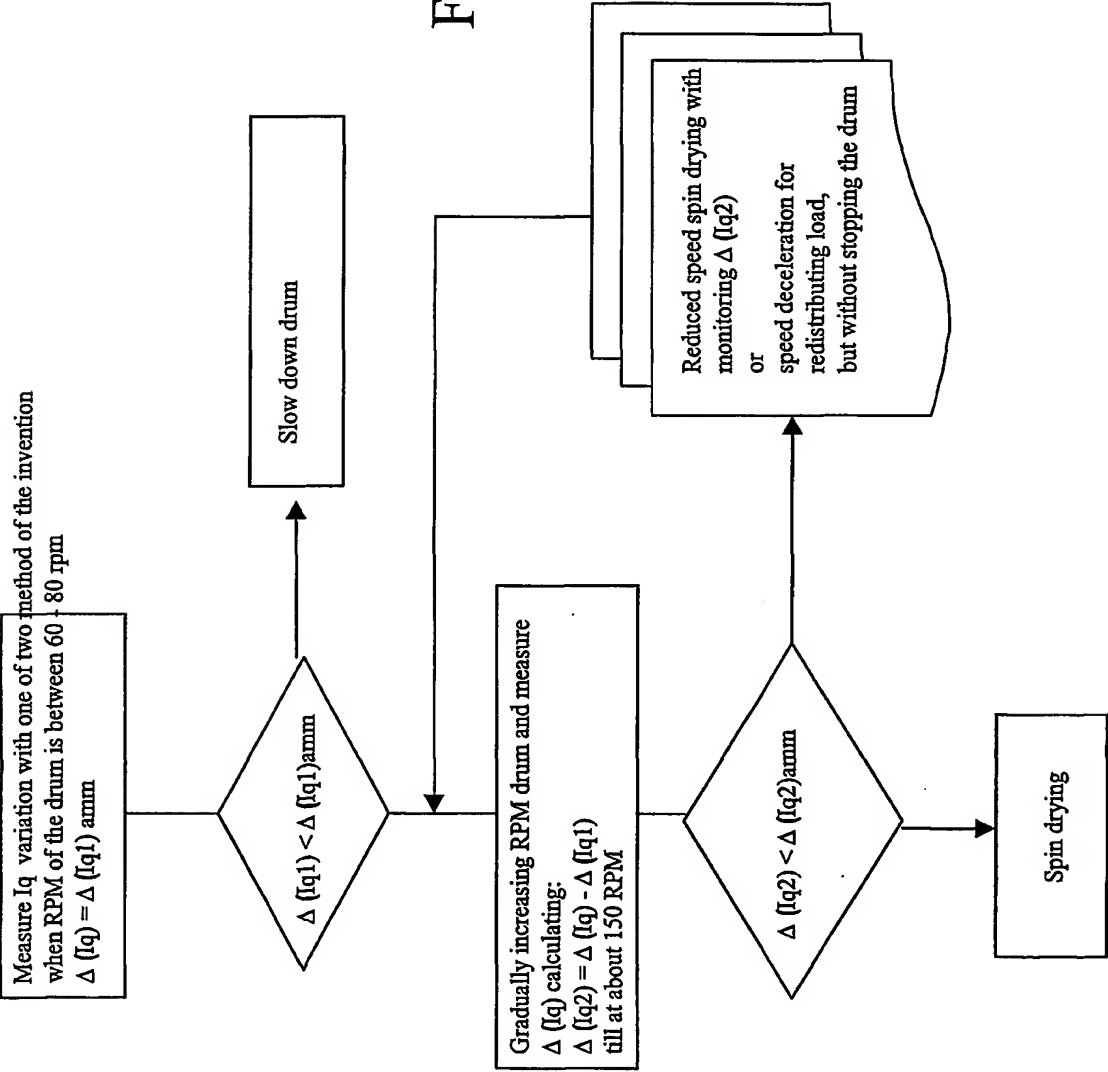 Measure Iq variation with one of two method of the invention
when RPM of the drum is between 60 - 80 rpm
Δ (Iq) = Δ (Iq1) amm
Δ (Iq1) < Δ (Iq1)amm
Slow down drum
Gradually increasing RPM drum and measure
Δ (Iq) calculating:
Δ (Iq2) = Δ (Iq) - Δ (Iq1)
till at about 150 RPM
Δ (Iq2) < Δ (Iq2)amm
Reduced speed spin drying with
monitoring Δ (Iq2)
or
speed deceleration for
redistributing load,
but without stopping the drum
Spin drying
F